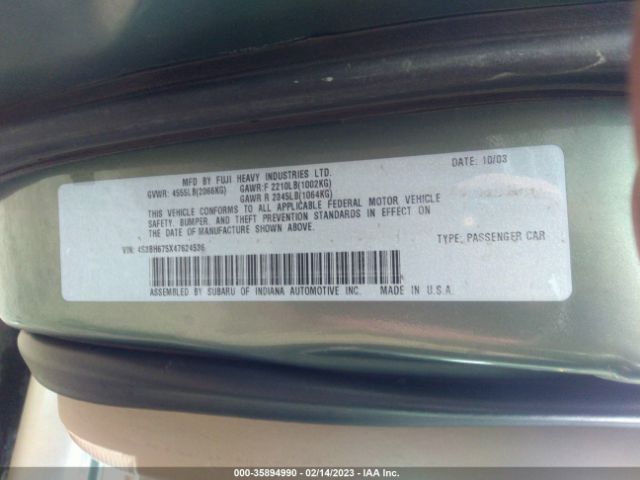 MFD BY FUJI HEAVY INDUSTRIES LTD.
DATE: 10/03
GVWR: 4555LB(2066KG) GAWR:F 2210LB(1002KG)
GAWR R 2345LB(1064KG)
THIS VEHICLE CONFORMS TO ALL APPLICABLE FEDERAL MOTOR VEHICLE
SAFETY, BUMPER, AND THEFT PREVENTION STANDARDS IN EFFECT ON
THE DATE OF MANUFACTURE SHOWN ABOVE.
VIN: 4S3BH675X47624536
TYPE: PASSENGER CAR
ASSEMBLED BY SUBARU OF INDIANA AUTOMOTIVE INC. MADE IN U.S.A.
000-35894990 - 02/14/2023 - IAA Inc.